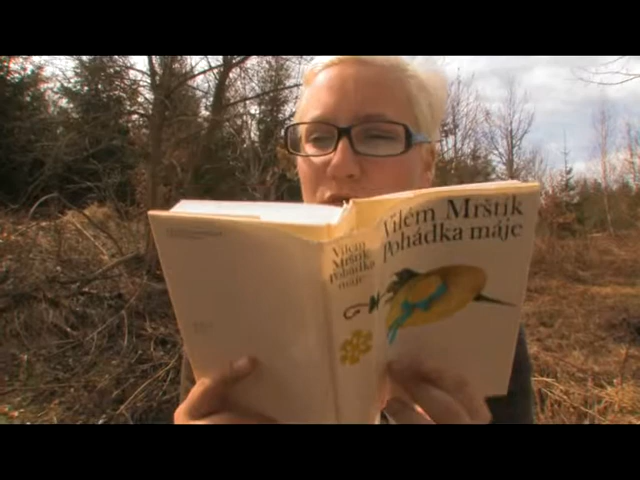 Vilém Mrštík
Pohádka máje
Vilém
Mrštík
Pohádka
máje